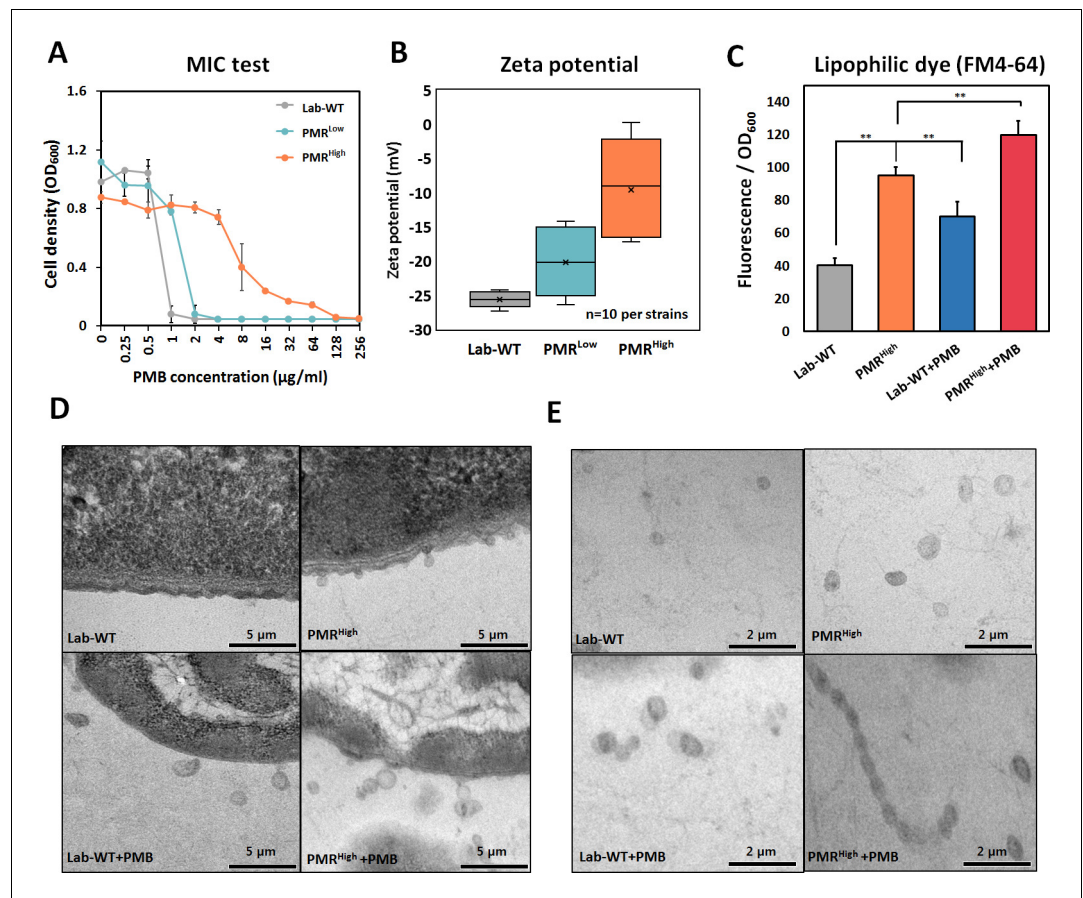 A
MIC test
1.6
1.2
0.8
0.4
0
Cell density (OD600)
Lab-WT
PMRLow
PMRHigh
0 0.25 0.5 1 2 4 8 16 32 64 128 256
PMB concentration (µg/ml)
B
Zeta potential
5
0
-5
-10
-15
-20
-25
-30
Zeta potential (mV)
n=10 per strains
Lab-WT PMRLow PMRHigh
C
Lipophilic dye (FM4-64)
140
120
100
80
60
40
20
0
Fluorescence / OD600
**
** **
Lab-WT
PMRHigh
Lab-WT+PMB
PMRHigh+PMB
D
Lab-WT
5 µm
PMRHigh
5 µm
Lab-WT+PMB
5 µm
PMRHigh +PMB
5 µm
E
Lab-WT
2 µm
PMRHigh
2 µm
Lab-WT+PMB
2 µm
PMRHigh +PMB
2 µm